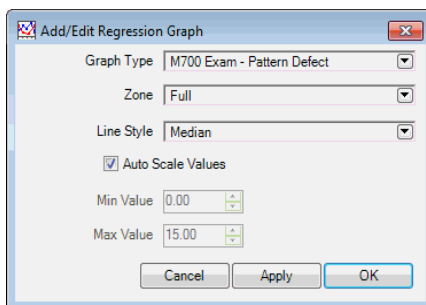 Add/Edit Regression Graph
Graph Type M700 Exam - Pattern Defect
Zone Full
Line Style Median
Auto Scale Values
Min Value 0.00
Max Value 15.00
Cancel Apply OK